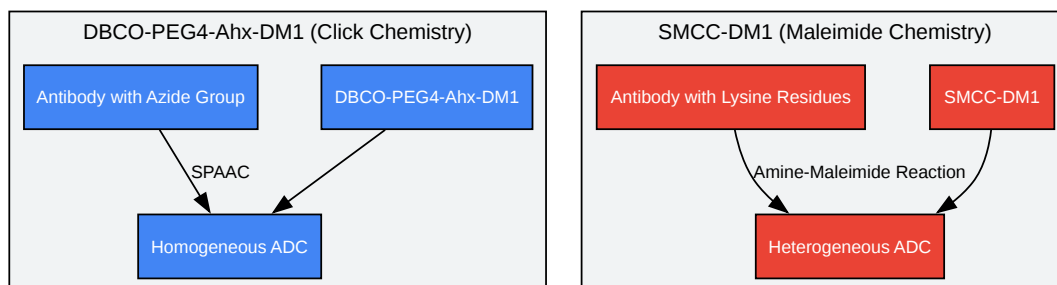 DBCO-PEG4-Ahx-DM1 (Click Chemistry)
Antibody with Azide Group
DBCO-PEG4-Ahx-DM1
SPAAC
Homogeneous ADC
SMCC-DM1 (Maleimide Chemistry)
Antibody with Lysine Residues
SMCC-DM1
Amine-Maleimide Reaction
Heterogeneous ADC